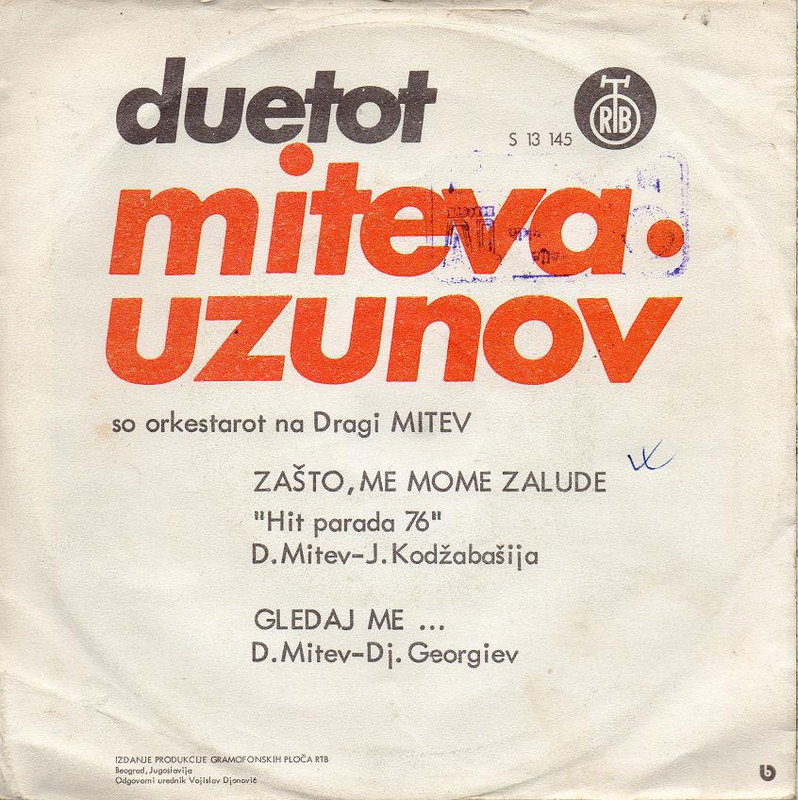 duetot
S 13 145
RTB
miteva·
uzunov
so orkestarot na Dragi MITEV
ZAŠTO, ME MOME ZALUDE
"Hit parada 76"
D.Mitev-J.Kodžabašija
GLEDAJ ME ...
D.Mitev-Dj.Georgiev
IZDANJE PRODUKCIJE GRAMOFONSKIH PLOČA RTB
Beograd, Jugoslavija
Odgovorni urednik Vojislav Djonović
b